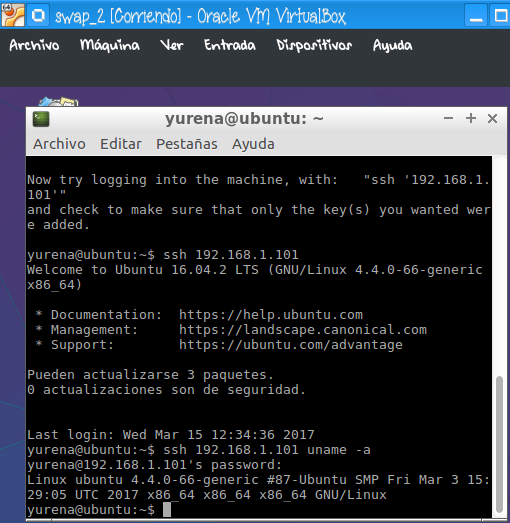 swap_2 [Corriendo] - Oracle VM VirtualBox
Archivo Máquina Ver Entrada Dispositivos Ayuda
yurena@ubuntu: ~
Archivo Editar Pestañas Ayuda
Now try logging into the machine, with:   "ssh '192.168.1.
101'"
and check to make sure that only the key(s) you wanted wer
e added.
yurena@ubuntu:~$ ssh 192.168.1.101
Welcome to Ubuntu 16.04.2 LTS (GNU/Linux 4.4.0-66-generic
x86_64)
 * Documentation:  https://help.ubuntu.com
 * Management:     https://landscape.canonical.com
 * Support:        https://ubuntu.com/advantage
Pueden actualizarse 3 paquetes.
0 actualizaciones son de seguridad.
Last login: Wed Mar 15 12:34:36 2017
yurena@ubuntu:~$ ssh 192.168.1.101 uname -a
yurena@192.168.1.101's password:
Linux ubuntu 4.4.0-66-generic #87-Ubuntu SMP Fri Mar 3 15:
29:05 UTC 2017 x86_64 x86_64 x86_64 GNU/Linux
yurena@ubuntu:~$